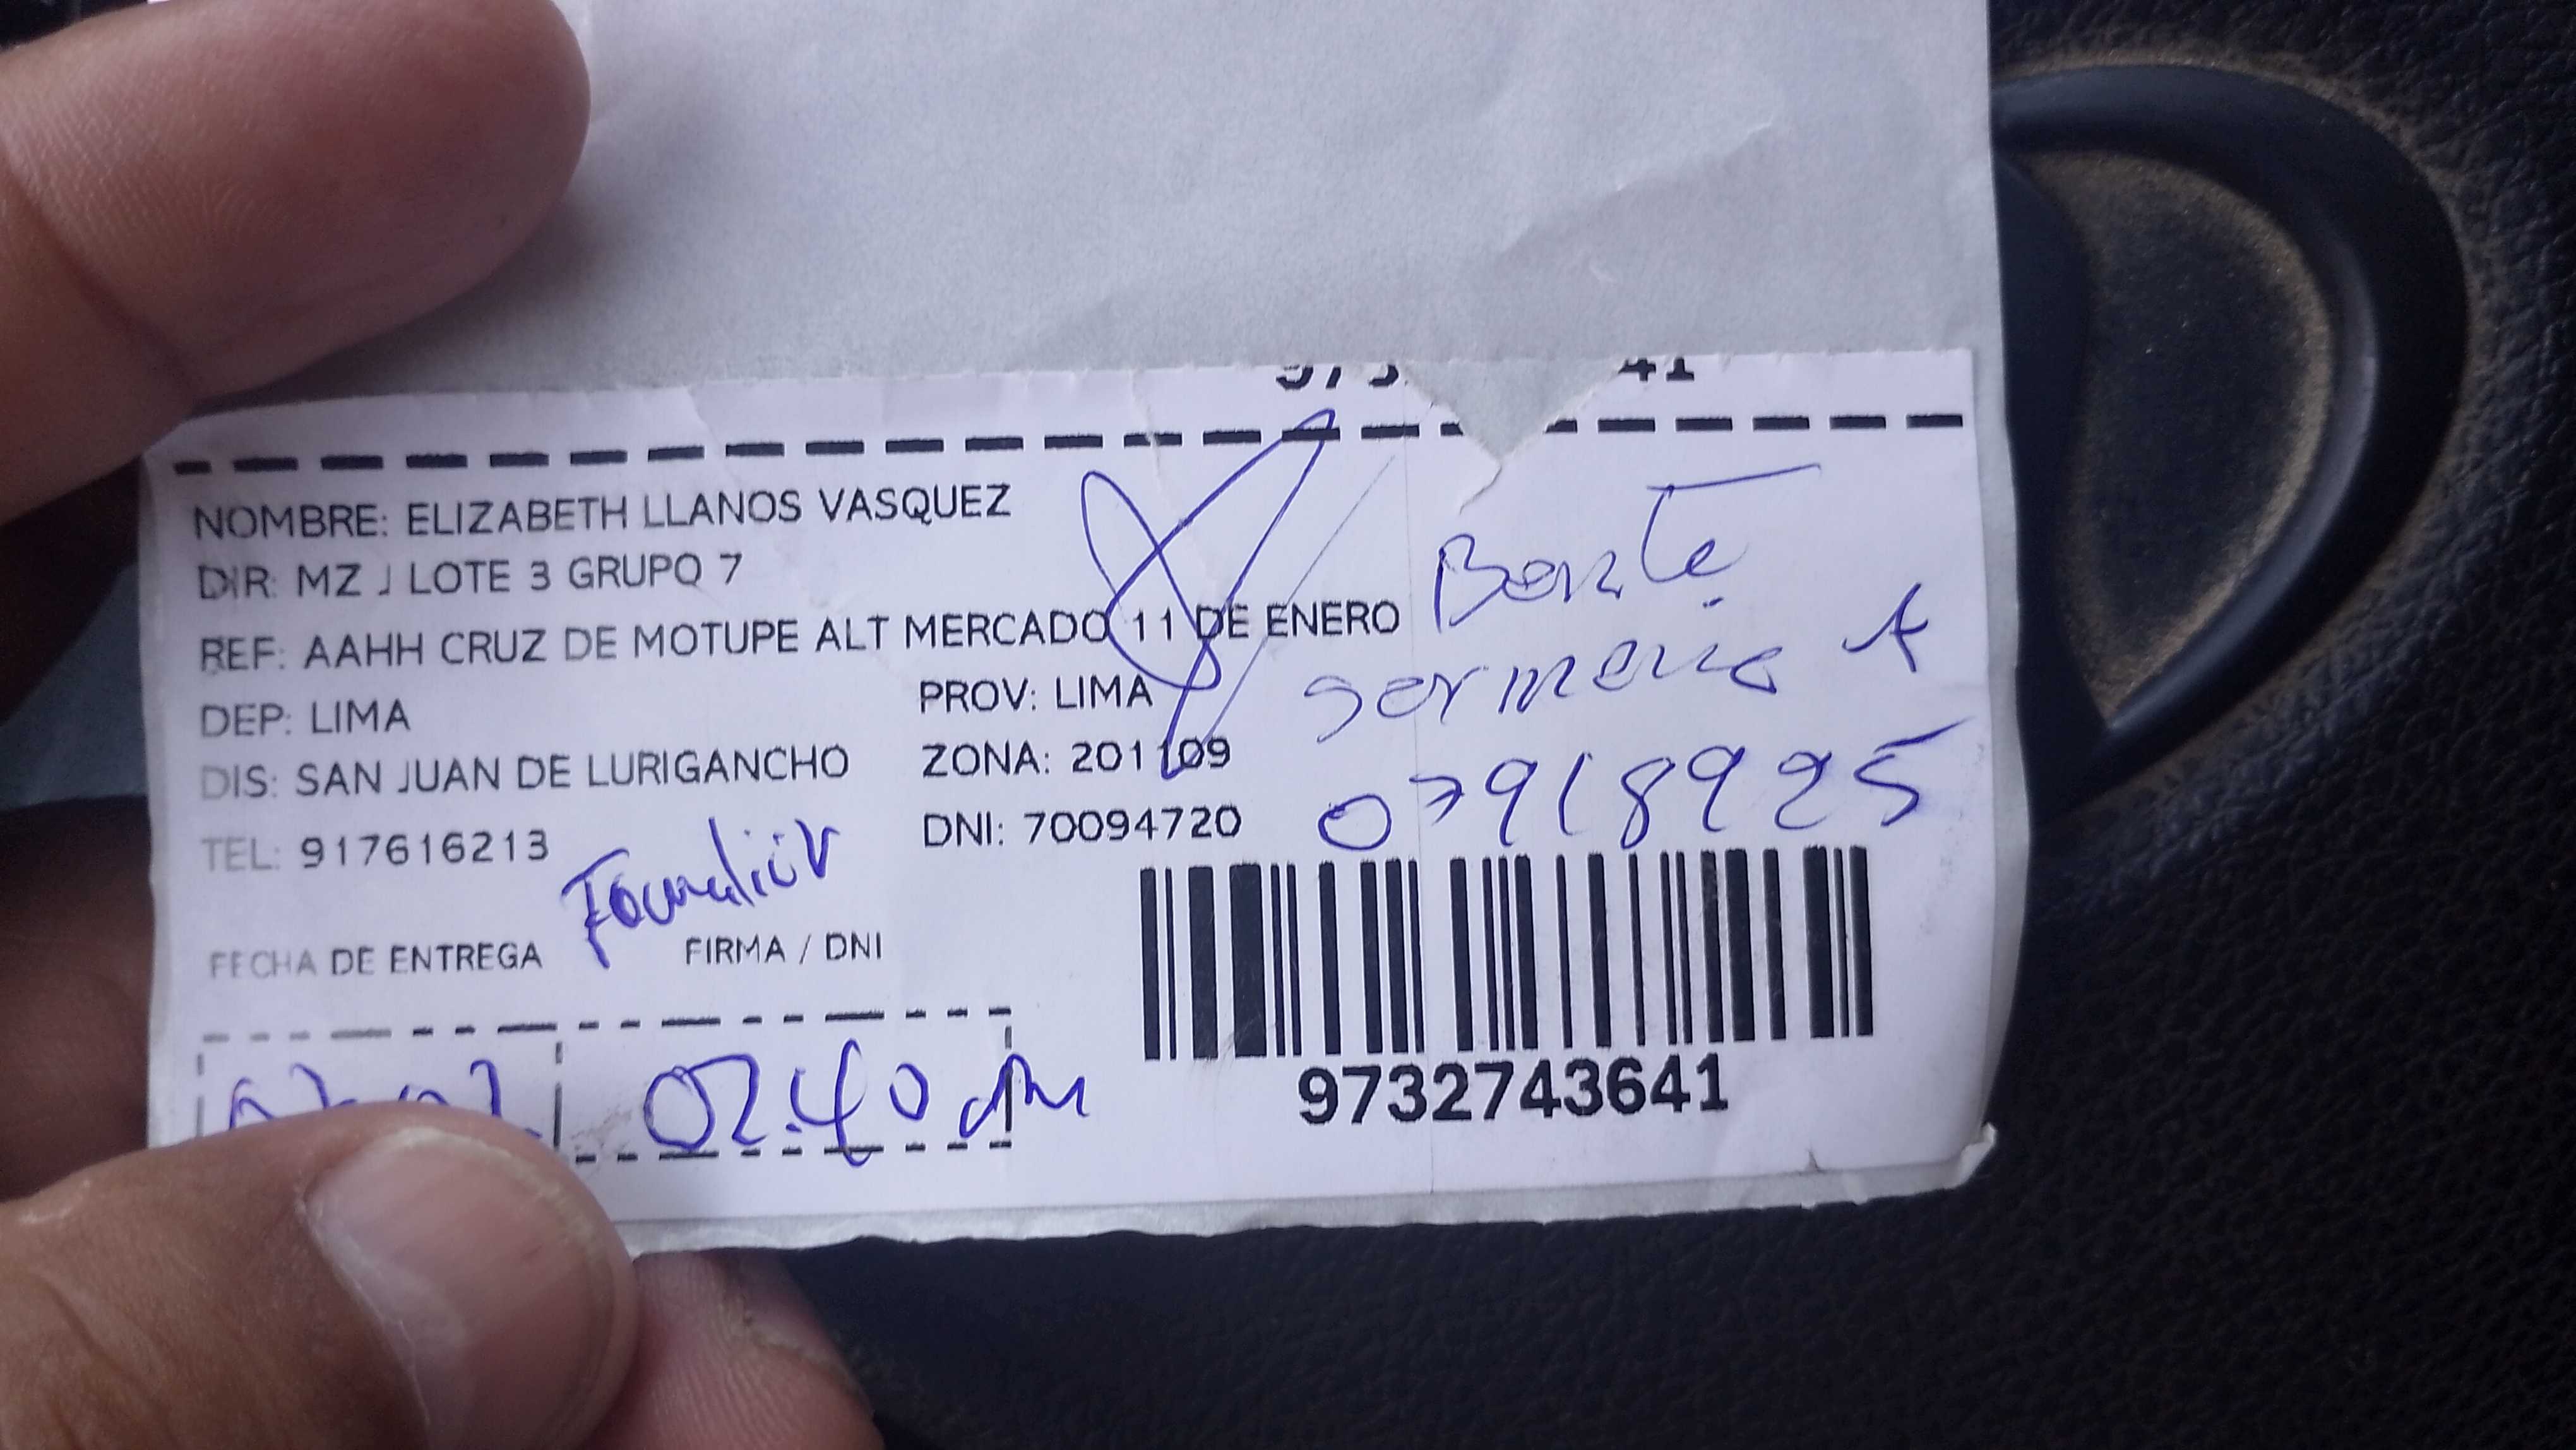 NOMBRE: ELIZABETH LLANOS VASQUEZ
DIR: MZ J LOTE 3 GRUPO 7
REF: AAHH CRUZ DE MOTUPE ALT MERCADO 11 DE ENERO
DEP: LIMA PROV: LIMA
DIS: SAN JUAN DE LURIGANCHO ZONA: 201109
TEL: 917616213 DNI: 70094720
07918925
Familiar
FECHA DE ENTREGA FIRMA / DNI
02:40 pm
9732743641